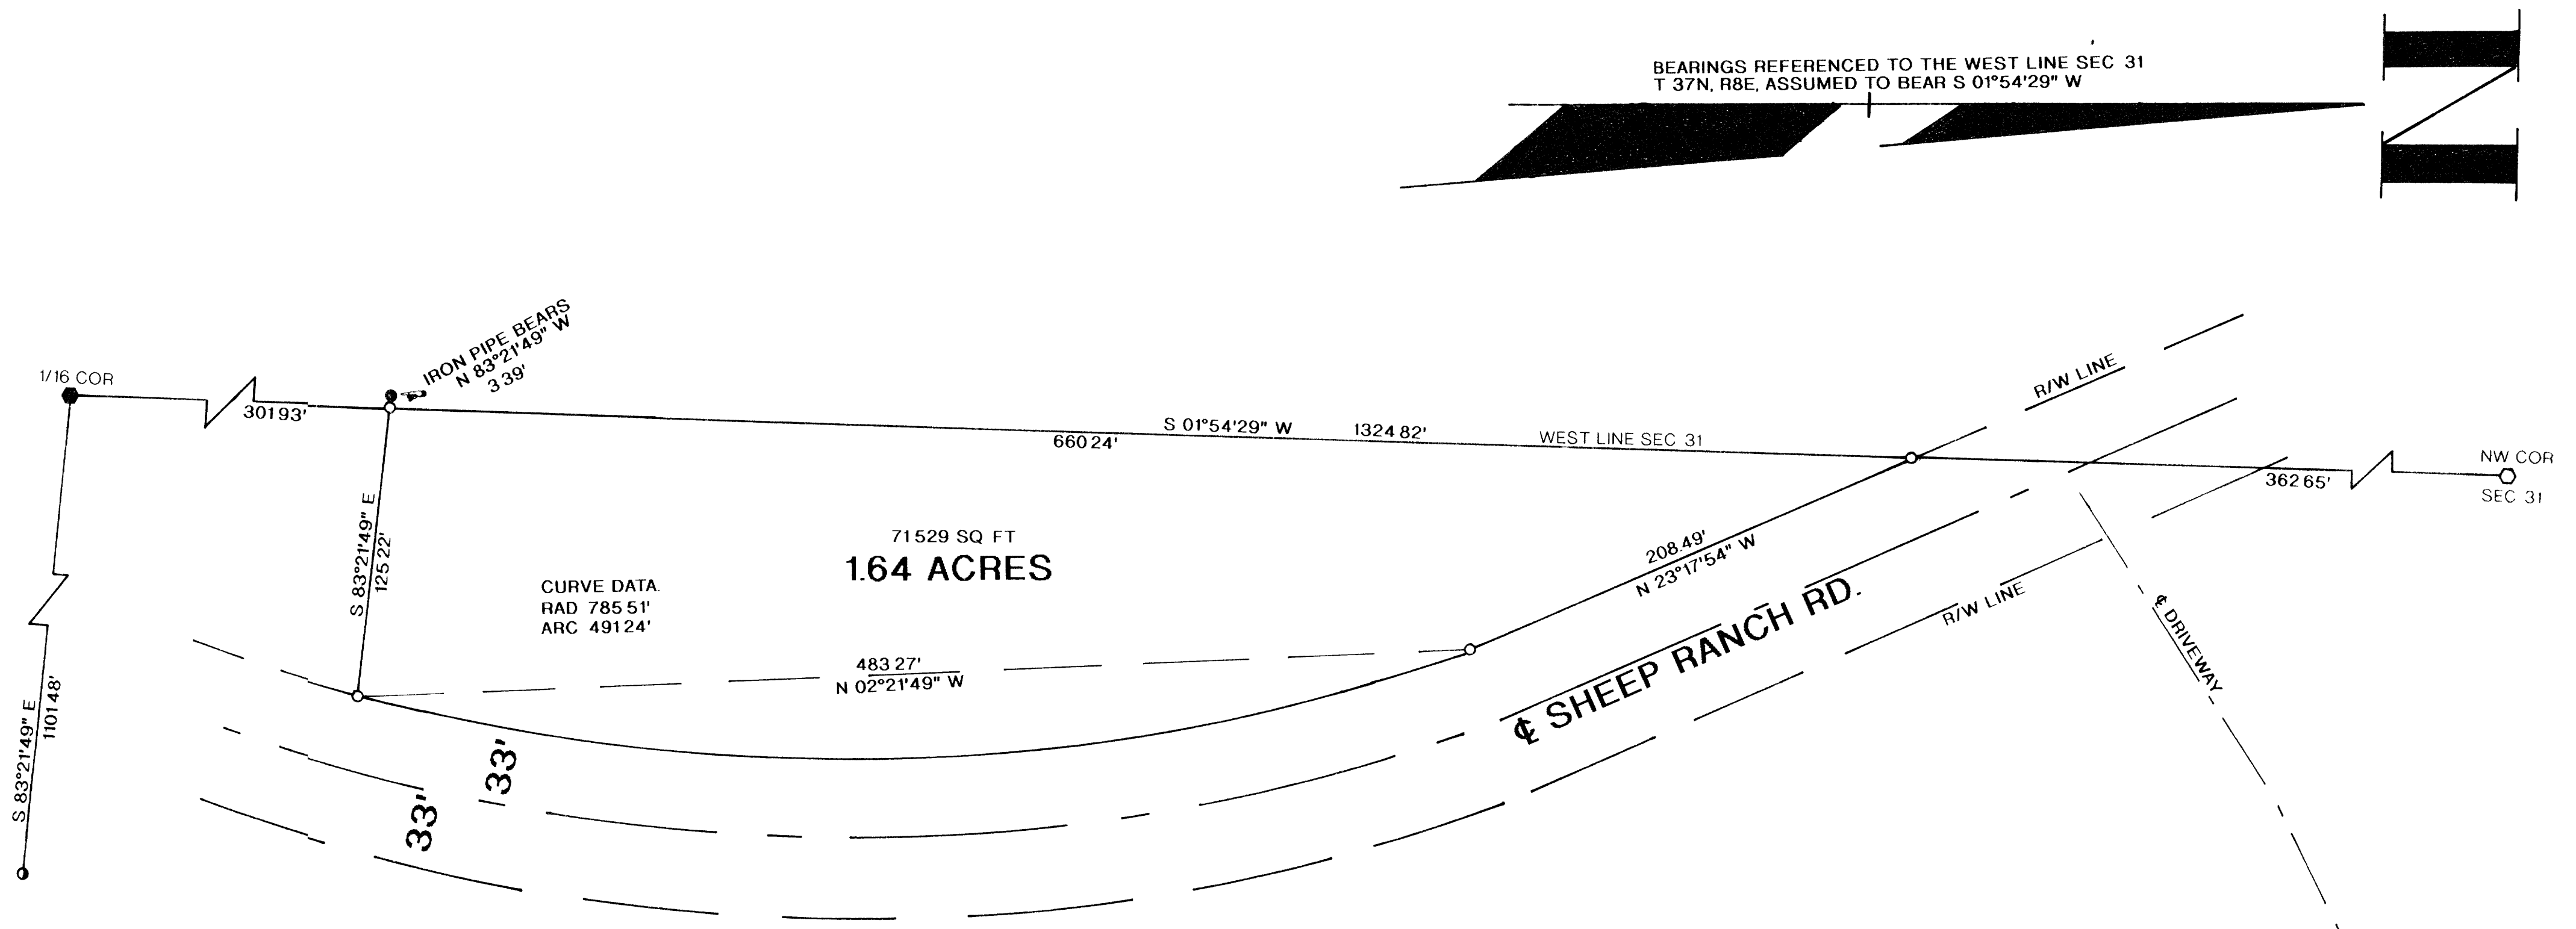 BEARINGS REFERENCED TO THE WEST LINE SEC 31
T 37N, R8E, ASSUMED TO BEAR S 01°54'29" W
N
IRON PIPE BEARS
N 83°21'49" W
3 39'
1/16 COR
301 93'
S 01°54'29" W
1324 82'
660 24'
WEST LINE SEC 31
R/W LINE
362 65'
NW COR
SEC 31
S 83°21'49" E
125 22'
71529 SQ FT
1.64 ACRES
CURVE DATA.
RAD 785 51'
ARC 491 24'
483 27'
N 02°21'49" W
208.49'
N 23°17'54" W
℄ SHEEP RANCH RD.
R/W LINE
℄ DRIVEWAY
S 83°21'49" E
1101 48'
33'
33'